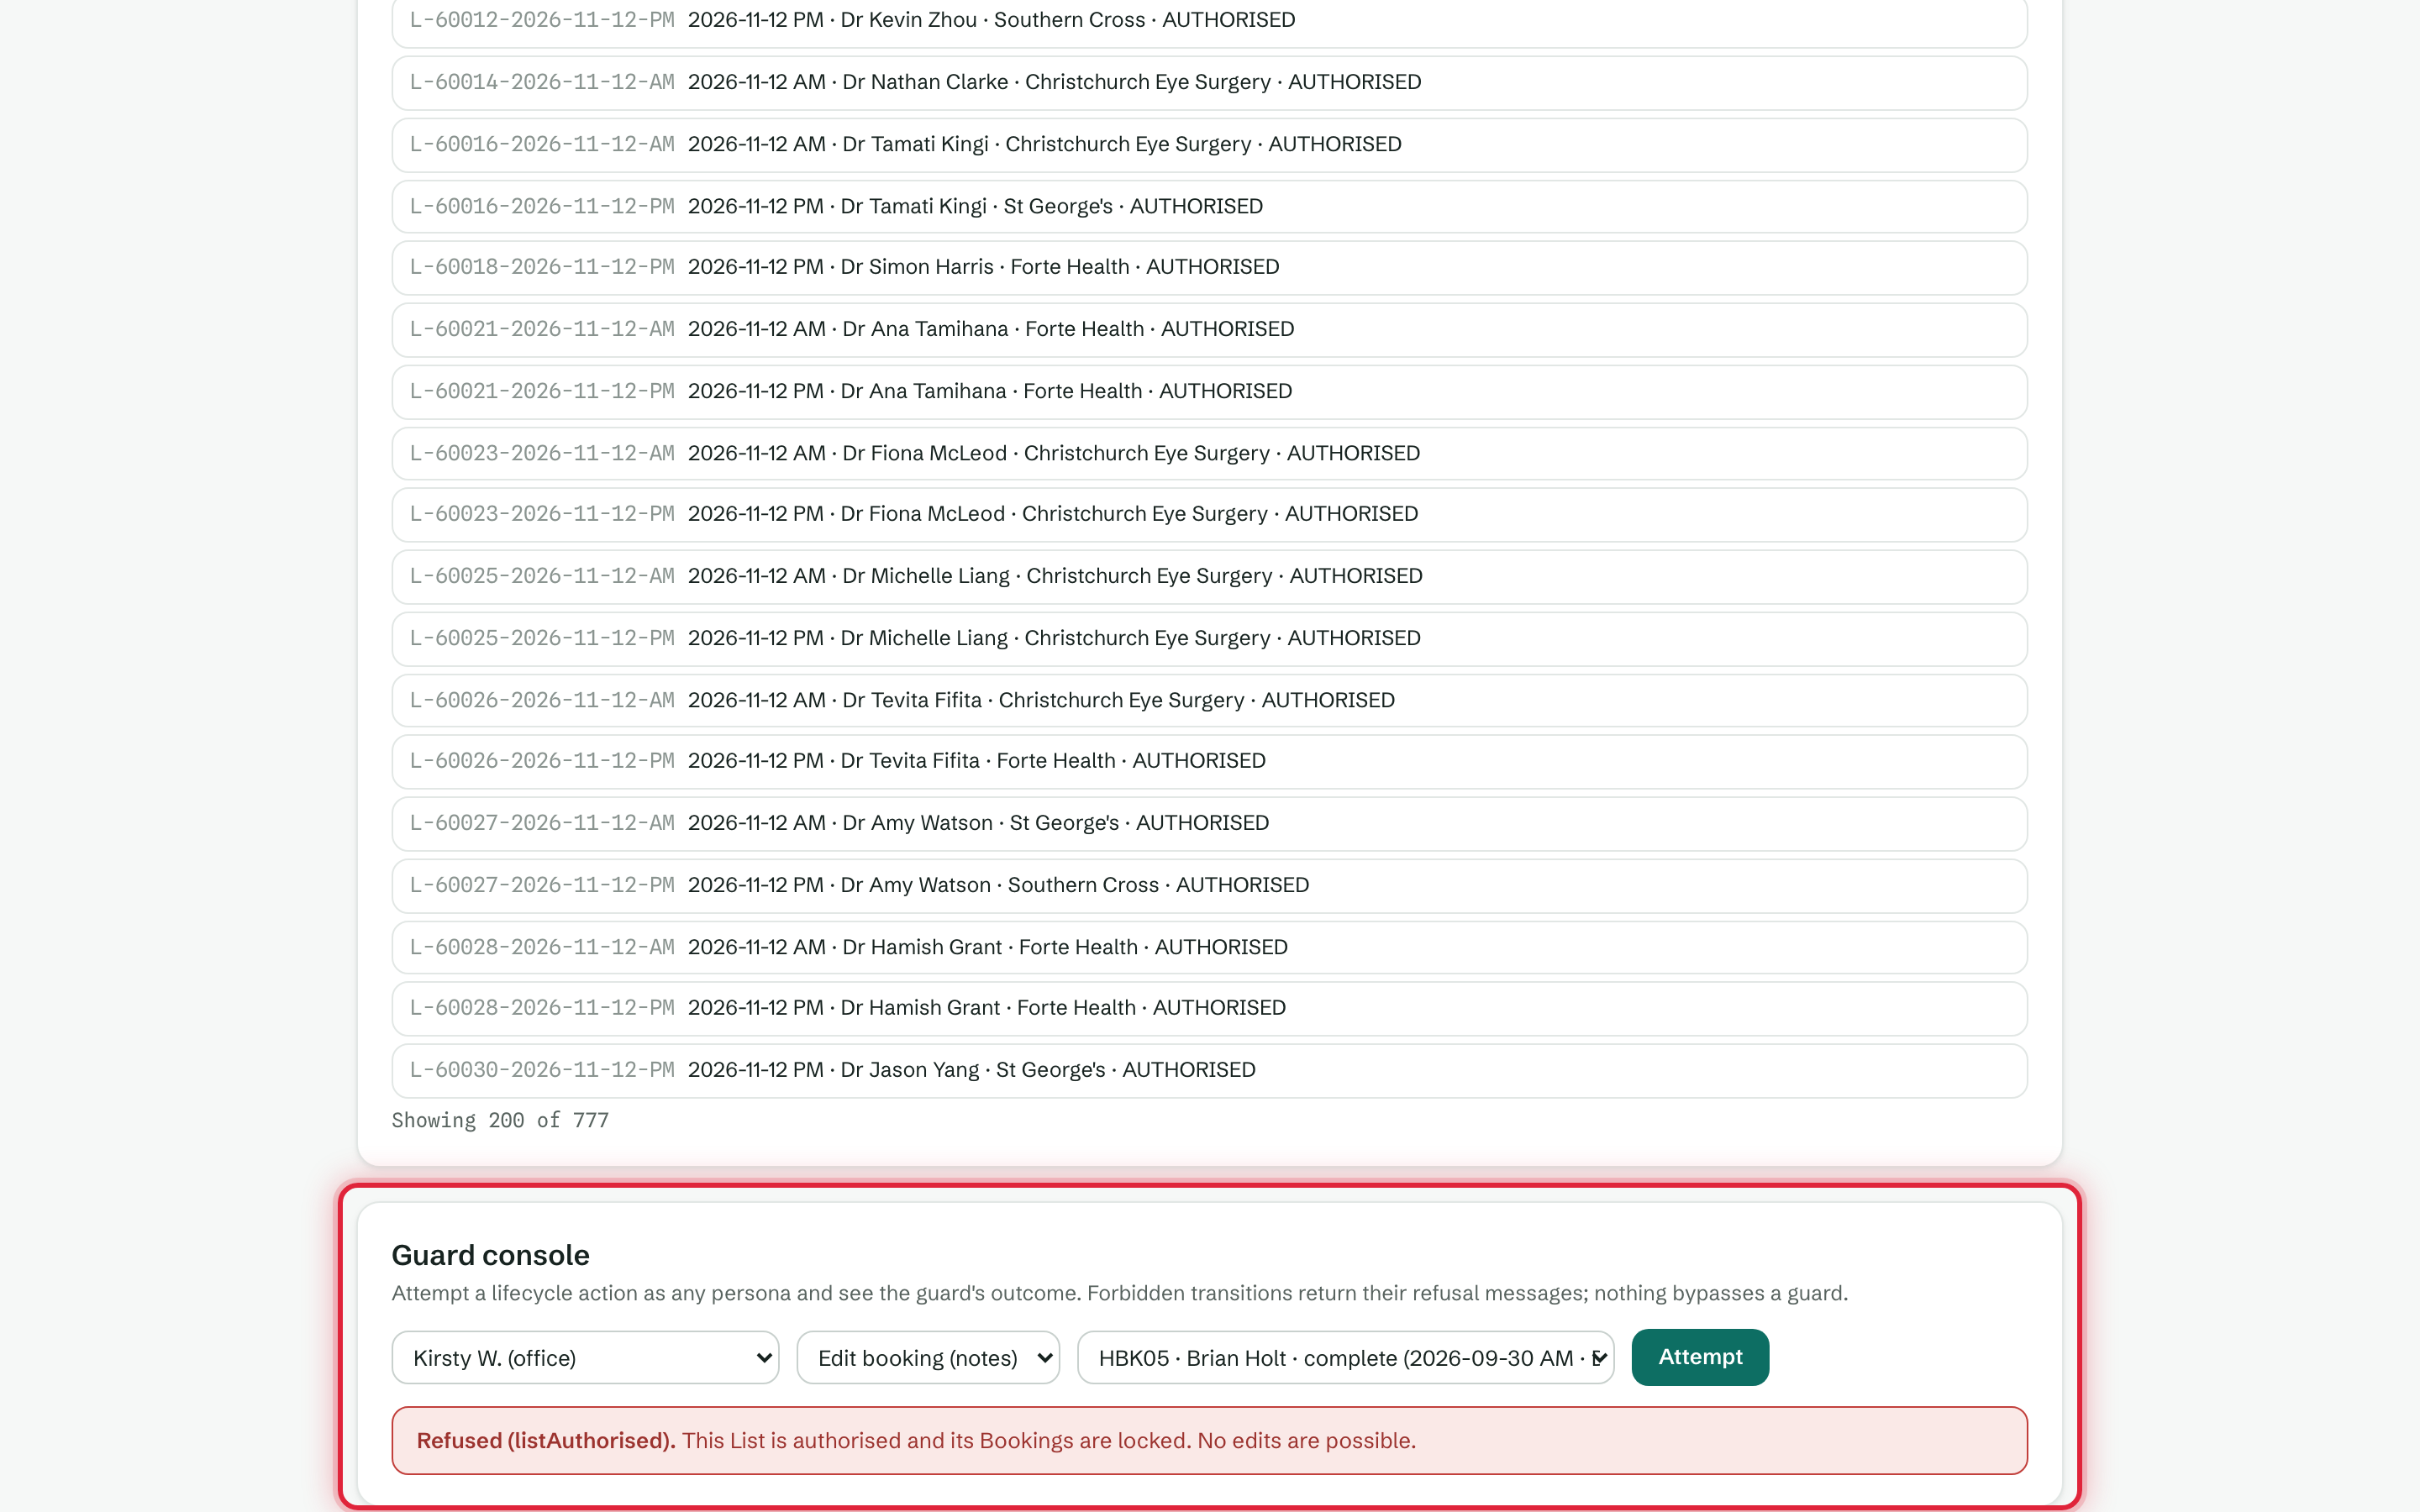 L-60012-2026-11-12-PM 2026-11-12 PM · Dr Kevin Zhou · Southern Cross · AUTHORISED
L-60014-2026-11-12-AM 2026-11-12 AM · Dr Nathan Clarke · Christchurch Eye Surgery · AUTHORISED
L-60016-2026-11-12-AM 2026-11-12 AM · Dr Tamati Kingi · Christchurch Eye Surgery · AUTHORISED
L-60016-2026-11-12-PM 2026-11-12 PM · Dr Tamati Kingi · St George's · AUTHORISED
L-60018-2026-11-12-PM 2026-11-12 PM · Dr Simon Harris · Forte Health · AUTHORISED
L-60021-2026-11-12-AM 2026-11-12 AM · Dr Ana Tamihana · Forte Health · AUTHORISED
L-60021-2026-11-12-PM 2026-11-12 PM · Dr Ana Tamihana · Forte Health · AUTHORISED
L-60023-2026-11-12-AM 2026-11-12 AM · Dr Fiona McLeod · Christchurch Eye Surgery · AUTHORISED
L-60023-2026-11-12-PM 2026-11-12 PM · Dr Fiona McLeod · Christchurch Eye Surgery · AUTHORISED
L-60025-2026-11-12-AM 2026-11-12 AM · Dr Michelle Liang · Christchurch Eye Surgery · AUTHORISED
L-60025-2026-11-12-PM 2026-11-12 PM · Dr Michelle Liang · Christchurch Eye Surgery · AUTHORISED
L-60026-2026-11-12-AM 2026-11-12 AM · Dr Tevita Fifita · Christchurch Eye Surgery · AUTHORISED
L-60026-2026-11-12-PM 2026-11-12 PM · Dr Tevita Fifita · Forte Health · AUTHORISED
L-60027-2026-11-12-AM 2026-11-12 AM · Dr Amy Watson · St George's · AUTHORISED
L-60027-2026-11-12-PM 2026-11-12 PM · Dr Amy Watson · Southern Cross · AUTHORISED
L-60028-2026-11-12-AM 2026-11-12 AM · Dr Hamish Grant · Forte Health · AUTHORISED
L-60028-2026-11-12-PM 2026-11-12 PM · Dr Hamish Grant · Forte Health · AUTHORISED
L-60030-2026-11-12-PM 2026-11-12 PM · Dr Jason Yang · St George's · AUTHORISED
Showing 200 of 777
Guard console
Attempt a lifecycle action as any persona and see the guard's outcome. Forbidden transitions return their refusal messages; nothing bypasses a guard.
Kirsty W. (office) Edit booking (notes) HBK05 · Brian Holt · complete (2026-09-30 AM · Attempt
Refused (listAuthorised). This List is authorised and its Bookings are locked. No edits are possible.